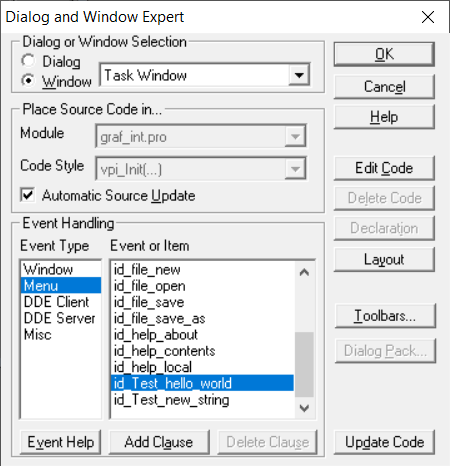 Dialog and Window Expert
Dialog or Window Selection
Dialog
Window
Task Window
OK
Cancel
Help
Place Source Code in...
Module
graf_int.pro
Code Style
vpi_Init(...)
Automatic Source Update
Edit Code
Delete Code
Declaration
Layout
Event Handling
Event Type
Event or Item
Window
Menu
DDE Client
DDE Server
Misc
id_file_new
id_file_open
id_file_save
id_file_save_as
id_help_about
id_help_contents
id_help_local
id_Test_hello_world
id_Test_new_string
Toolbars...
Dialog Pack...
Event Help
Add Clause
Delete Clause
Update Code